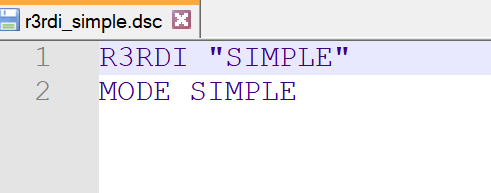 r3rdi_simple.dsc
1 R3RDI "SIMPLE"
2 MODE SIMPLE